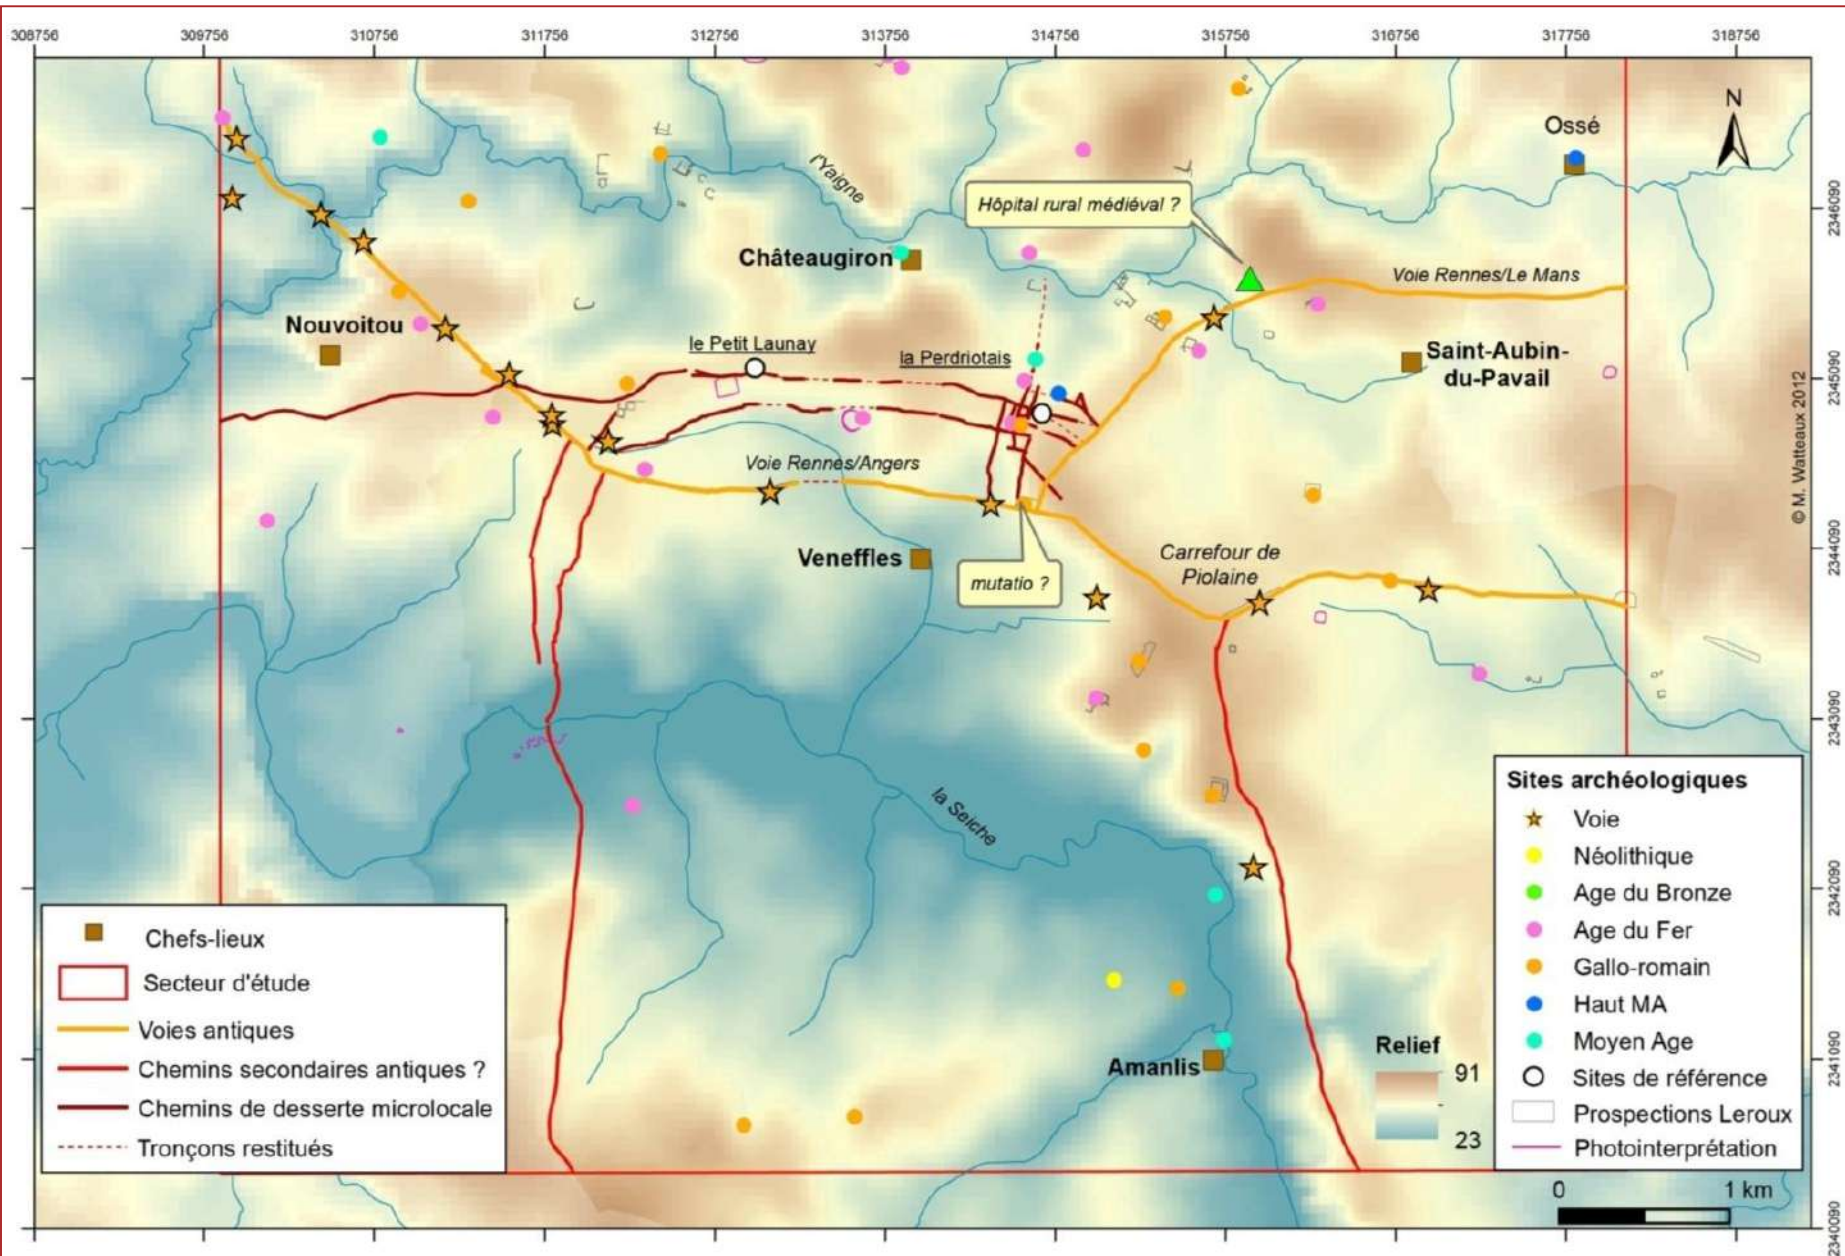 308756 309756 310756 311756 312756 313756 314756 315756 316756 317756 318756
N
Ossé
l'Yaigne
Hôpital rural médiéval ?
2346090
Châteaugiron
Voie Rennes/Le Mans
Nouvoitou
le Petit Launay
la Perdriotais
Saint-Aubin-
du-Pavail
2345090
© M. Watteaux 2012
Voie Rennes/Angers
Veneffles
mutatio ?
Carrefour de
Piolaine
2344090
2343090
la Seiche
Sites archéologiques
Voie
Néolithique
Age du Bronze
Age du Fer
Gallo-romain
Haut MA
Moyen Age
Sites de référence
Prospections Leroux
Photointerprétation
2342090
Chefs-lieux
Secteur d'étude
Voies antiques
Chemins secondaires antiques ?
Chemins de desserte microlocale
Tronçons restitués
Amanlis
Relief
91
23
2341090
0 1 km
2340090